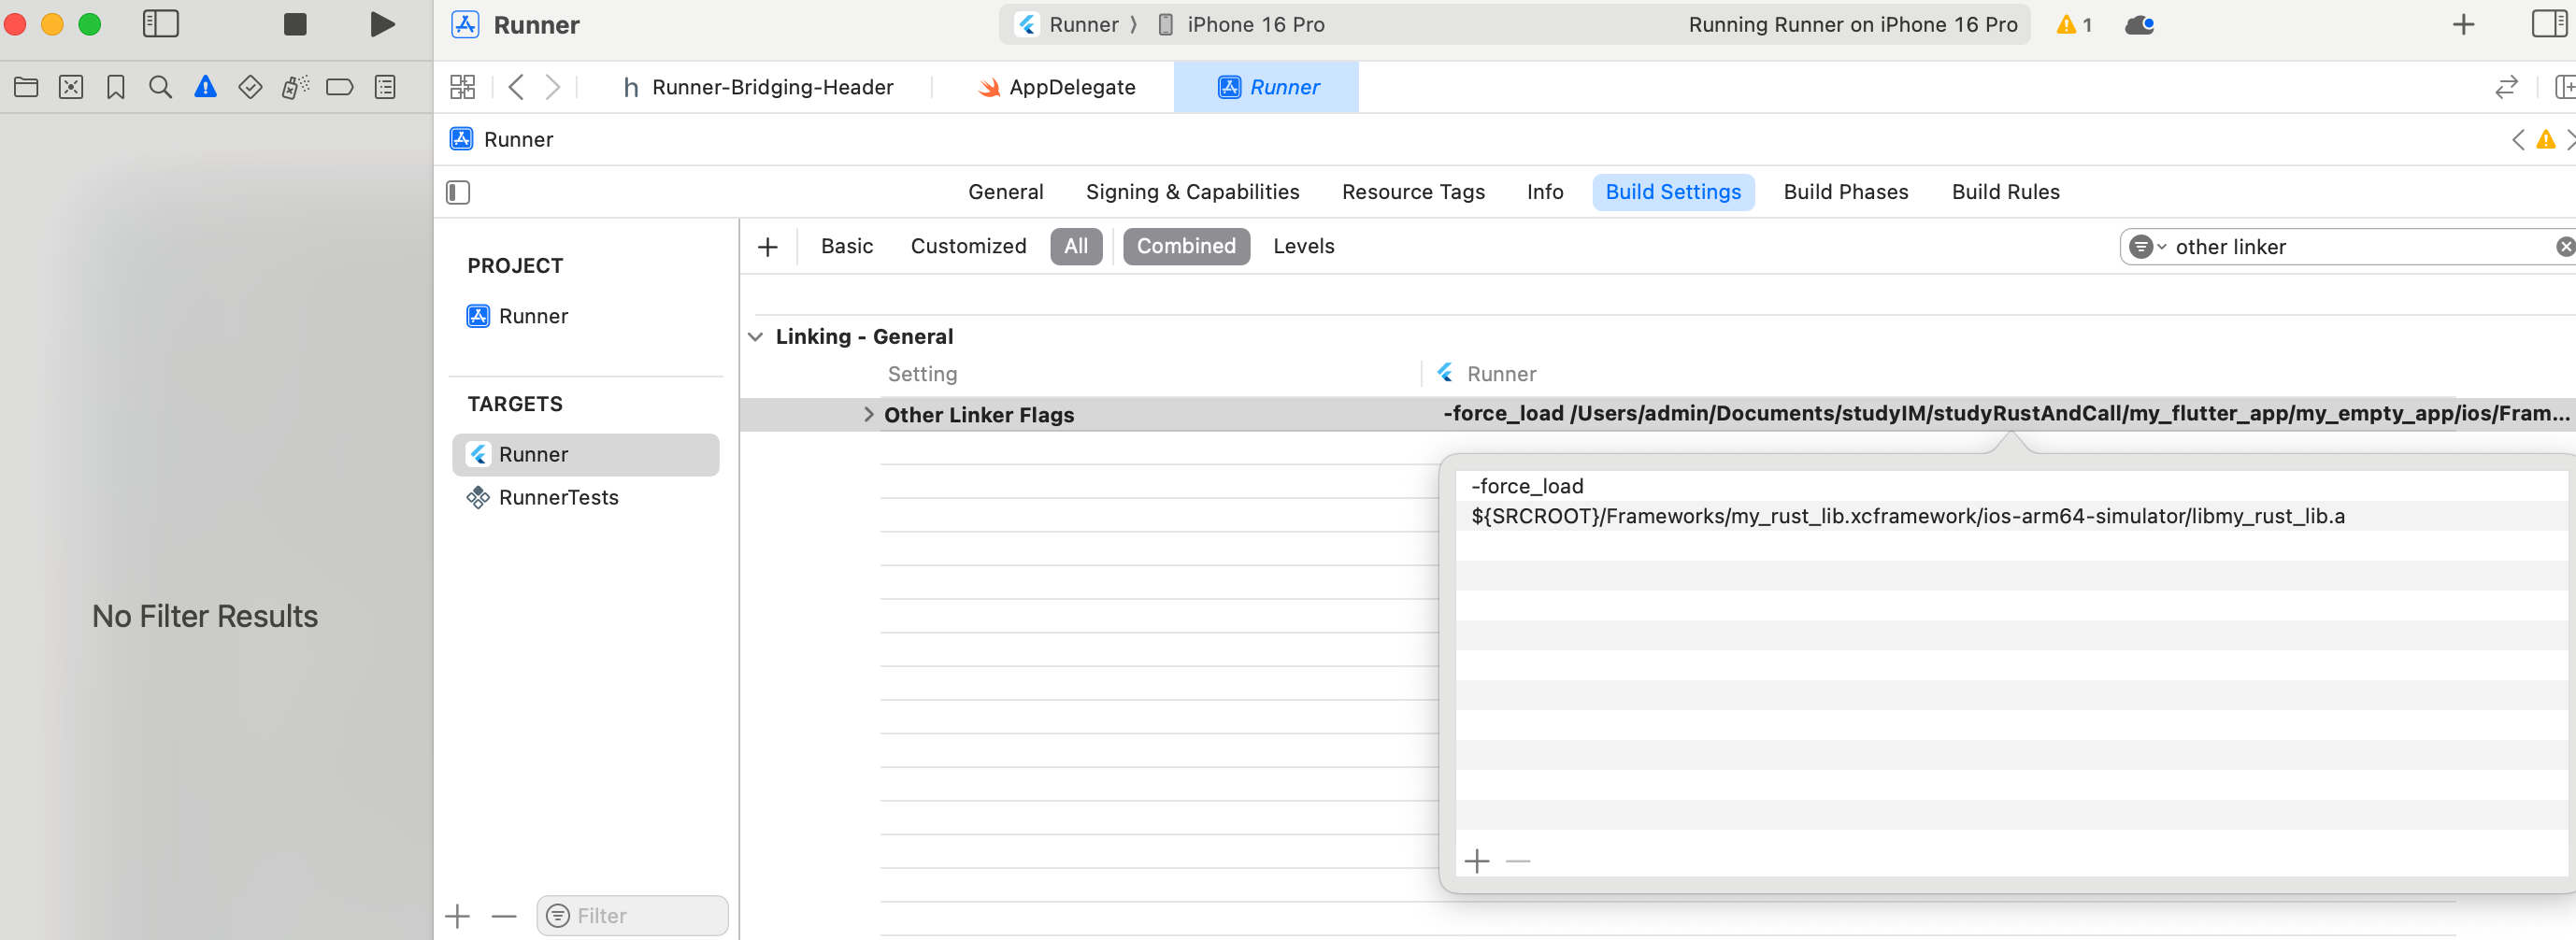 Runner
Runner 〉 iPhone 16 Pro
Running Runner on iPhone 16 Pro
1
h Runner-Bridging-Header
AppDelegate
Runner
Runner
General
Signing & Capabilities
Resource Tags
Info
Build Settings
Build Phases
Build Rules
Basic
Customized
All
Combined
Levels
other linker
PROJECT
Runner
TARGETS
Runner
RunnerTests
Filter
No Filter Results
Linking - General
Setting
Runner
Other Linker Flags
-force_load /Users/admin/Documents/studyIM/studyRustAndCall/my_flutter_app/my_empty_app/ios/Fram...
-force_load
${SRCROOT}/Frameworks/my_rust_lib.xcframework/ios-arm64-simulator/libmy_rust_lib.a